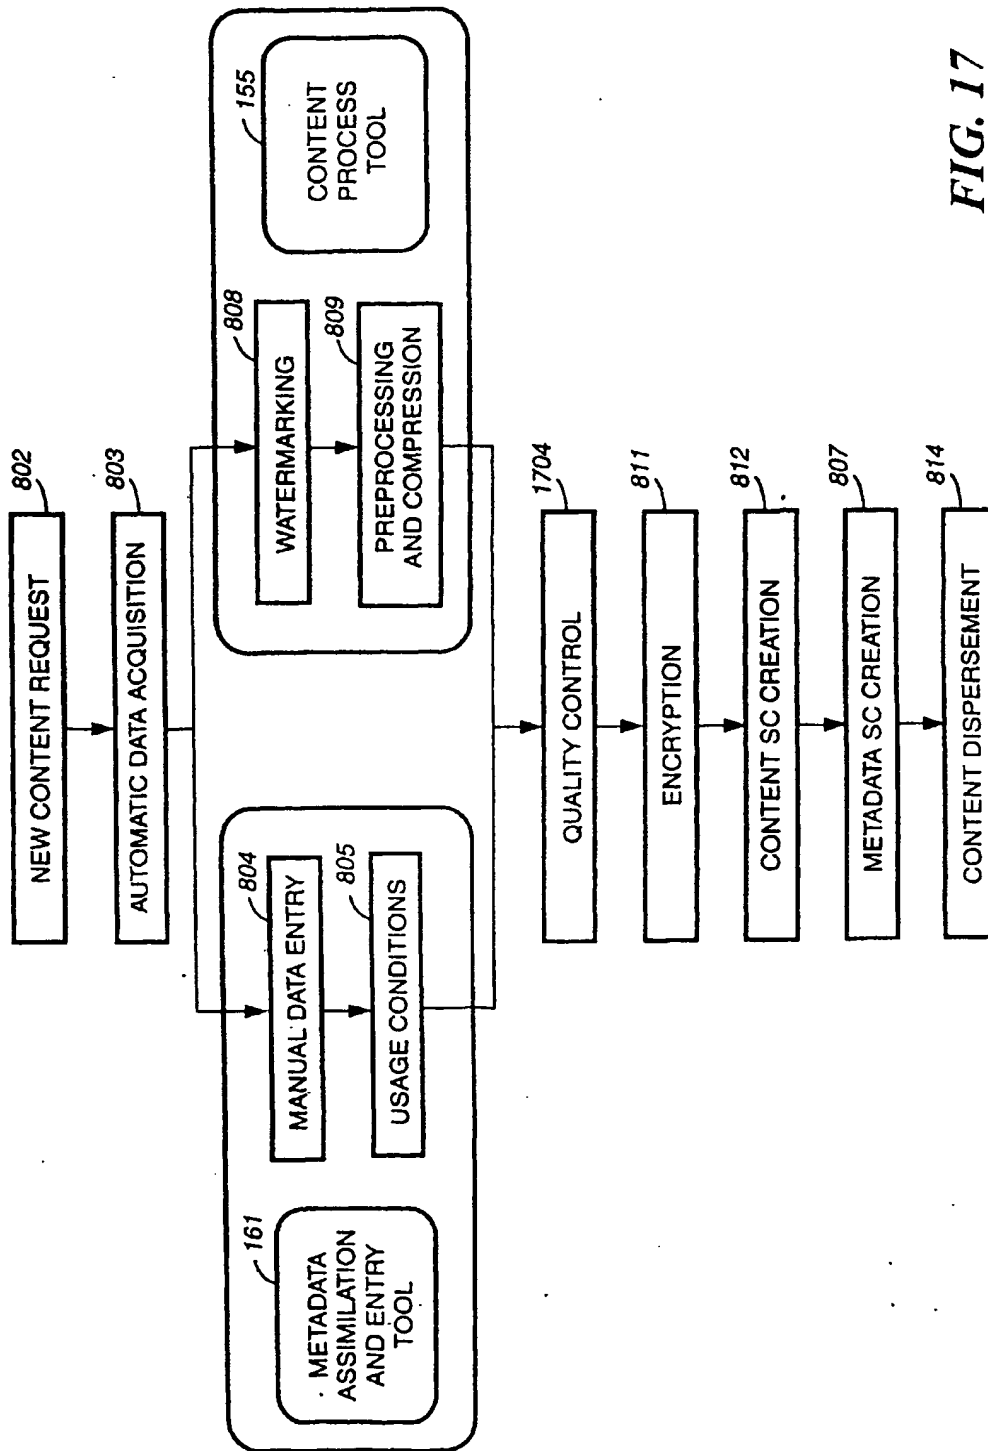 802
NEW CONTENT REQUEST
803
AUTOMATIC DATA ACQUISITION
161
METADATA
ASSIMILATION
AND ENTRY
TOOL
804
MANUAL DATA ENTRY
805
USAGE CONDITIONS
808
WATERMARKING
809
PREPROCESSING
AND COMPRESSION
155
CONTENT
PROCESS
TOOL
1704
QUALITY CONTROL
811
ENCRYPTION
812
CONTENT SC CREATION
807
METADATA SC CREATION
814
CONTENT DISPERSEMENT
FIG. 17